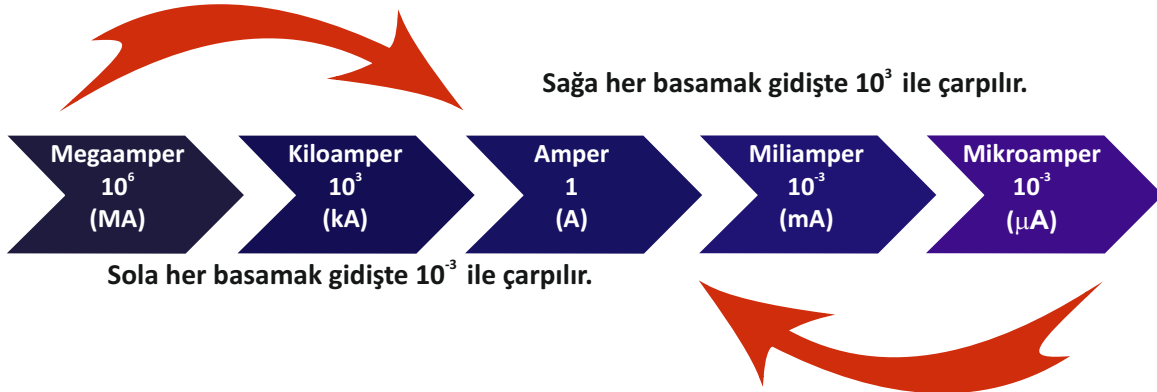 Sağa her basamak gidişte 10³ ile çarpılır.
Megaamper
10⁶
(MA)
Kiloamper
10³
(kA)
Amper
1
(A)
Miliamper
10⁻³
(mA)
Mikroamper
10⁻³
(μA)
Sola her basamak gidişte 10⁻³ ile çarpılır.